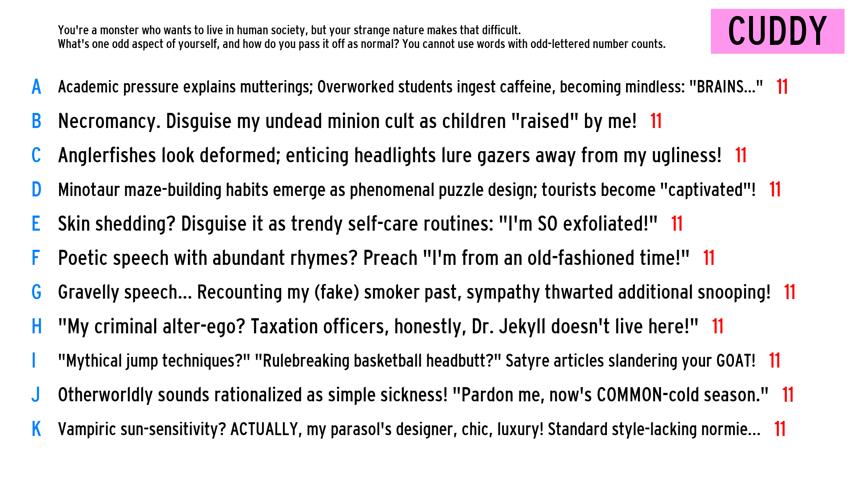 You're a monster who wants to live in human society, but your strange nature makes that difficult.
What's one odd aspect of yourself, and how do you pass it off as normal? You cannot use words with odd-lettered number counts.
CUDDY
A Academic pressure explains mutterings; Overworked students ingest caffeine, becoming mindless: "BRAINS..." 11
B Necromancy. Disguise my undead minion cult as children "raised" by me! 11
C Anglerfishes look deformed; enticing headlights lure gazers away from my ugliness! 11
D Minotaur maze-building habits emerge as phenomenal puzzle design; tourists become "captivated"! 11
E Skin shedding? Disguise it as trendy self-care routines: "I'm SO exfoliated!" 11
F Poetic speech with abundant rhymes? Preach "I'm from an old-fashioned time!" 11
G Gravelly speech... Recounting my (fake) smoker past, sympathy thwarted additional snooping! 11
H "My criminal alter-ego? Taxation officers, honestly, Dr. Jekyll doesn't live here!" 11
I "Mythical jump techniques?" "Rulebreaking basketball headbutt?" Satyre articles slandering your GOAT! 11
J Otherworldly sounds rationalized as simple sickness! "Pardon me, now's COMMON-cold season." 11
K Vampiric sun-sensitivity? ACTUALLY, my parasol's designer, chic, luxury! Standard style-lacking normie... 11